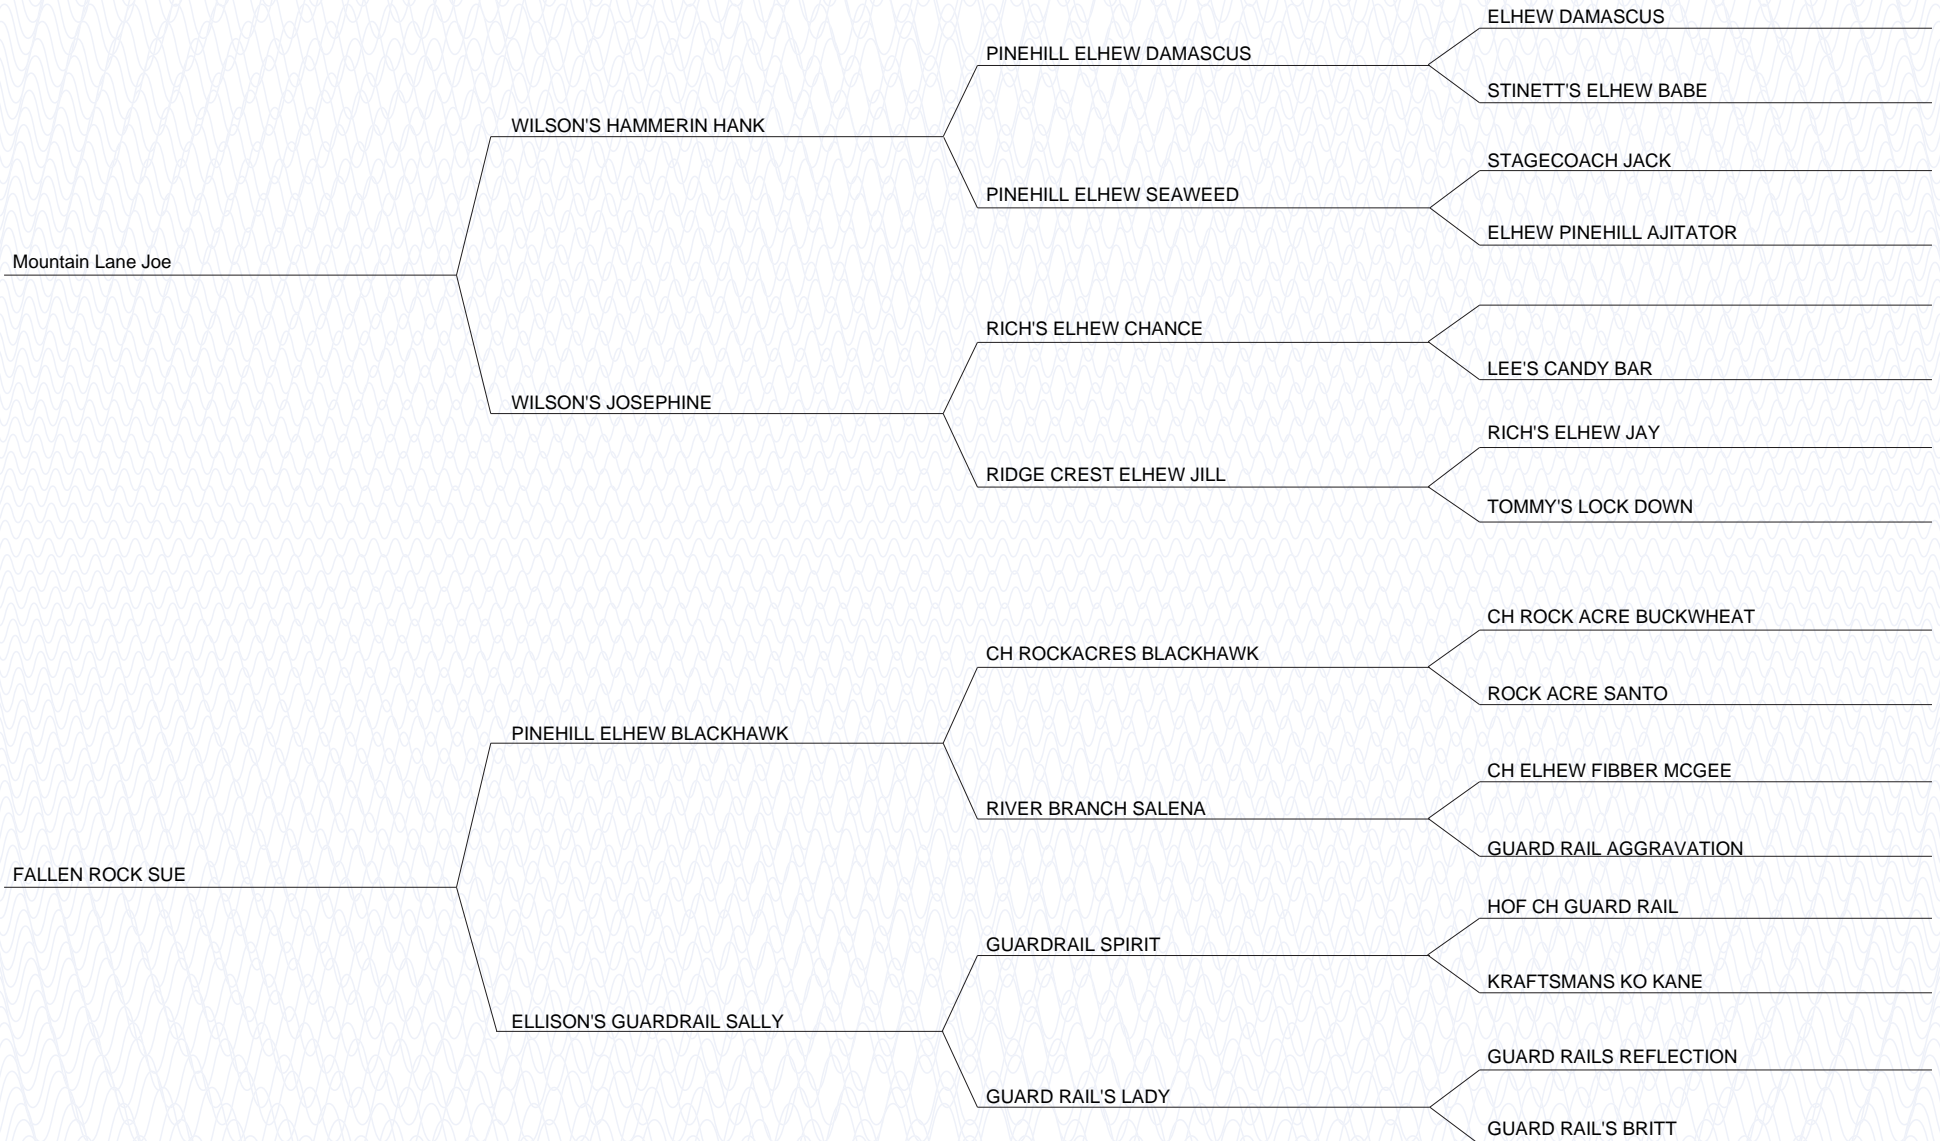 ELHEW DAMASCUS
PINEHILL ELHEW DAMASCUS
STINETT'S ELHEW BABE
WILSON'S HAMMERIN HANK
STAGECOACH JACK
PINEHILL ELHEW SEAWEED
ELHEW PINEHILL AJITATOR
Mountain Lane Joe
RICH'S ELHEW CHANCE
LEE'S CANDY BAR
WILSON'S JOSEPHINE
RICH'S ELHEW JAY
RIDGE CREST ELHEW JILL
TOMMY'S LOCK DOWN
CH ROCK ACRE BUCKWHEAT
CH ROCKACRES BLACKHAWK
ROCK ACRE SANTO
PINEHILL ELHEW BLACKHAWK
CH ELHEW FIBBER MCGEE
RIVER BRANCH SALENA
GUARD RAIL AGGRAVATION
FALLEN ROCK SUE
HOF CH GUARD RAIL
GUARDRAIL SPIRIT
KRAFTSMANS KO KANE
ELLISON'S GUARDRAIL SALLY
GUARD RAILS REFLECTION
GUARD RAIL'S LADY
GUARD RAIL'S BRITT